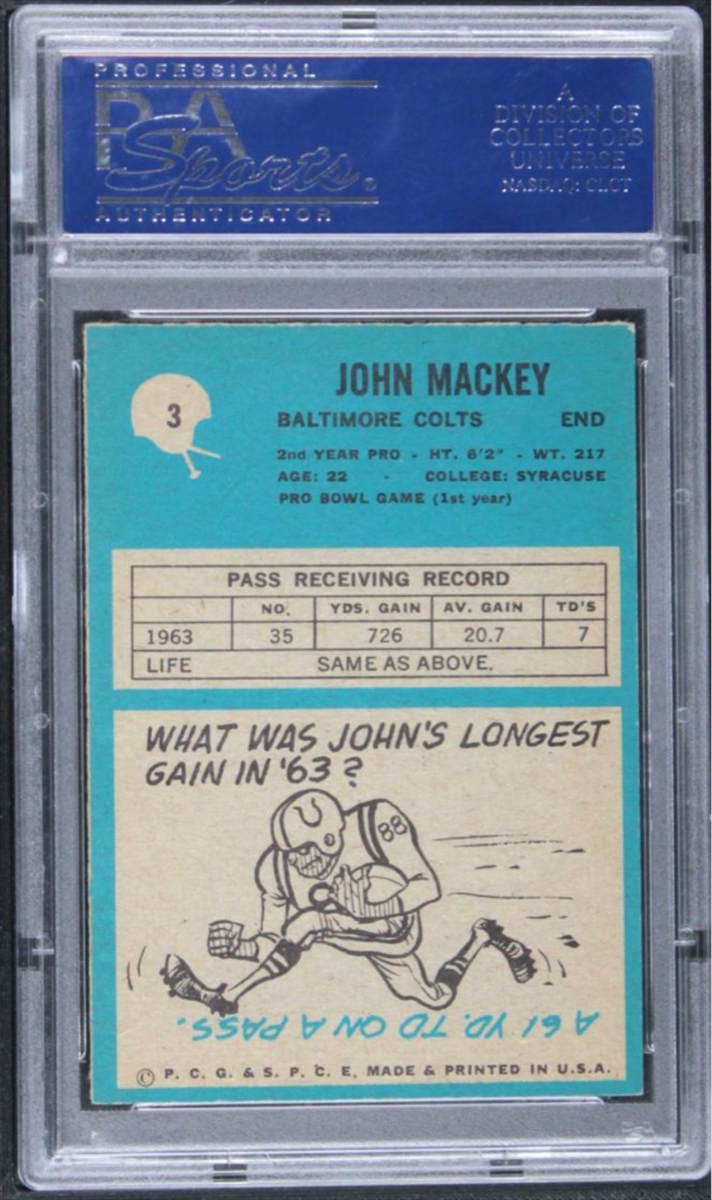 PROFESSIONAL
PSA
Sports.
AUTHENTICATOR
A
DIVISION OF
COLLECTORS
UNIVERSE
NASDAQ: CLCT
3
JOHN MACKEY
BALTIMORE COLTS END
2nd YEAR PRO - HT. 6'2" - WT. 217
AGE: 22 - COLLEGE: SYRACUSE
PRO BOWL GAME (1st year)
PASS RECEIVING RECORD
NO. YDS. GAIN AV. GAIN TD'S
1963 35 726 20.7 7
LIFE SAME AS ABOVE.
WHAT WAS JOHN'S LONGEST
GAIN IN '63?
88
A 61 YD. TD ON A PASS.
© P. C. G. & S. P. C. E. MADE & PRINTED IN U.S.A.